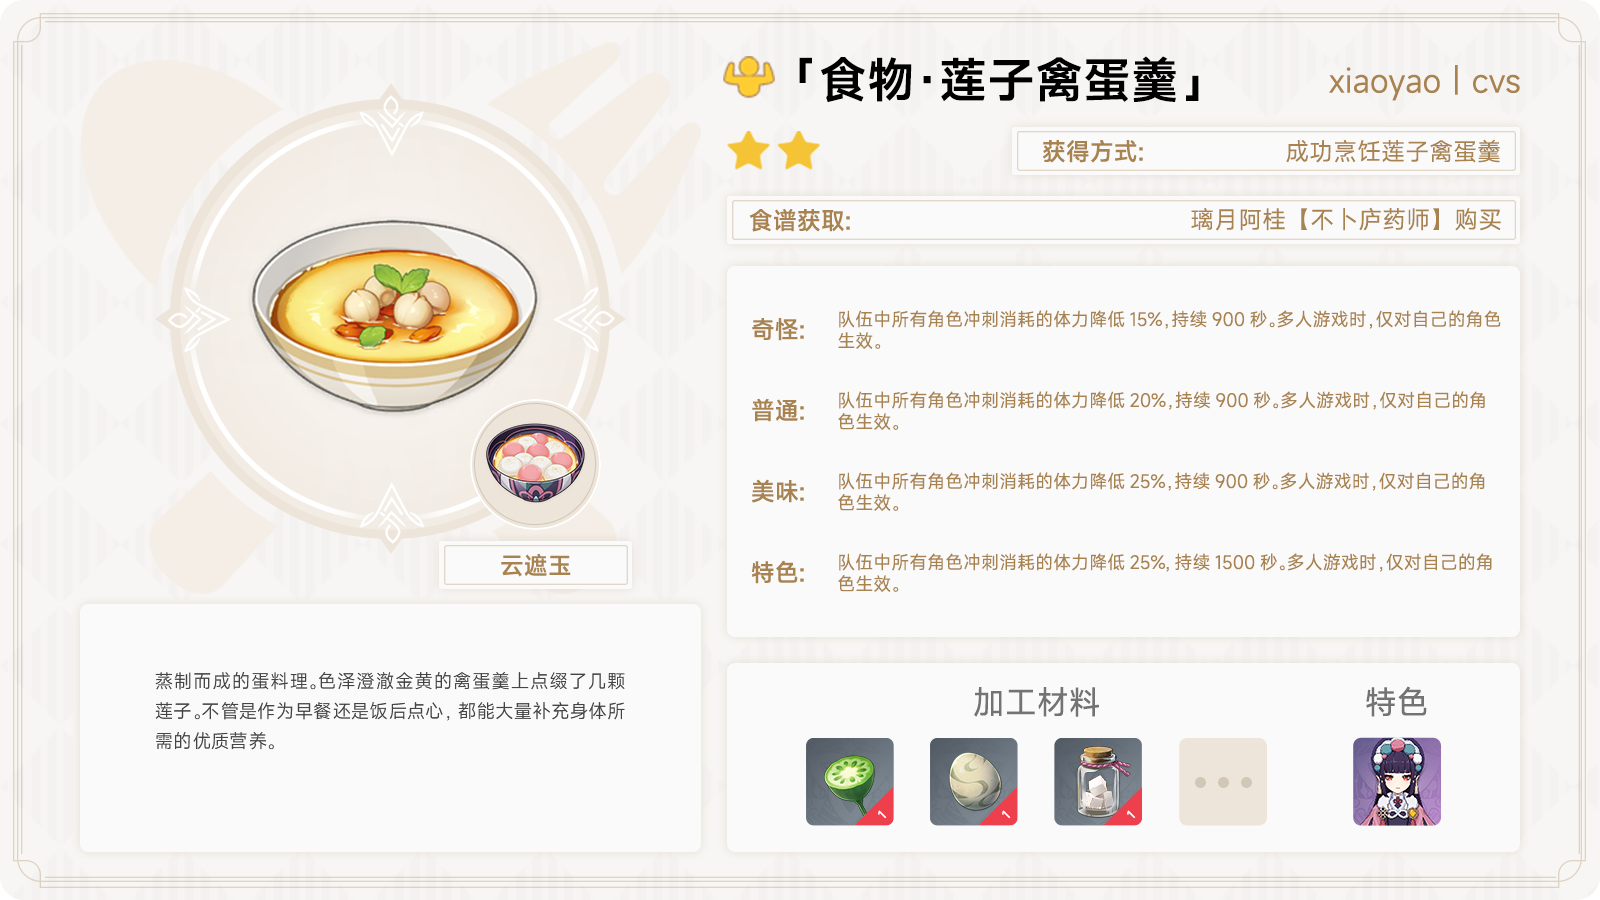 「食物·莲子禽蛋羹」
xiaoyao | cvs
获得方式: 成功烹饪莲子禽蛋羹
食谱获取: 璃月阿桂【不卜庐药师】购买
奇怪: 队伍中所有角色冲刺消耗的体力降低 15%,持续 900 秒。多人游戏时,仅对自己的角色
生效。
普通: 队伍中所有角色冲刺消耗的体力降低 20%,持续 900 秒。多人游戏时,仅对自己的角
色生效。
美味: 队伍中所有角色冲刺消耗的体力降低 25%,持续 900 秒。多人游戏时,仅对自己的角
色生效。
特色: 队伍中所有角色冲刺消耗的体力降低 25%, 持续 1500 秒。多人游戏时,仅对自己的角
色生效。
云遮玉
蒸制而成的蛋料理。色泽澄澈金黄的禽蛋羹上点缀了几颗
莲子。不管是作为早餐还是饭后点心, 都能大量补充身体所
需的优质营养。
加工材料 特色
1 1 1